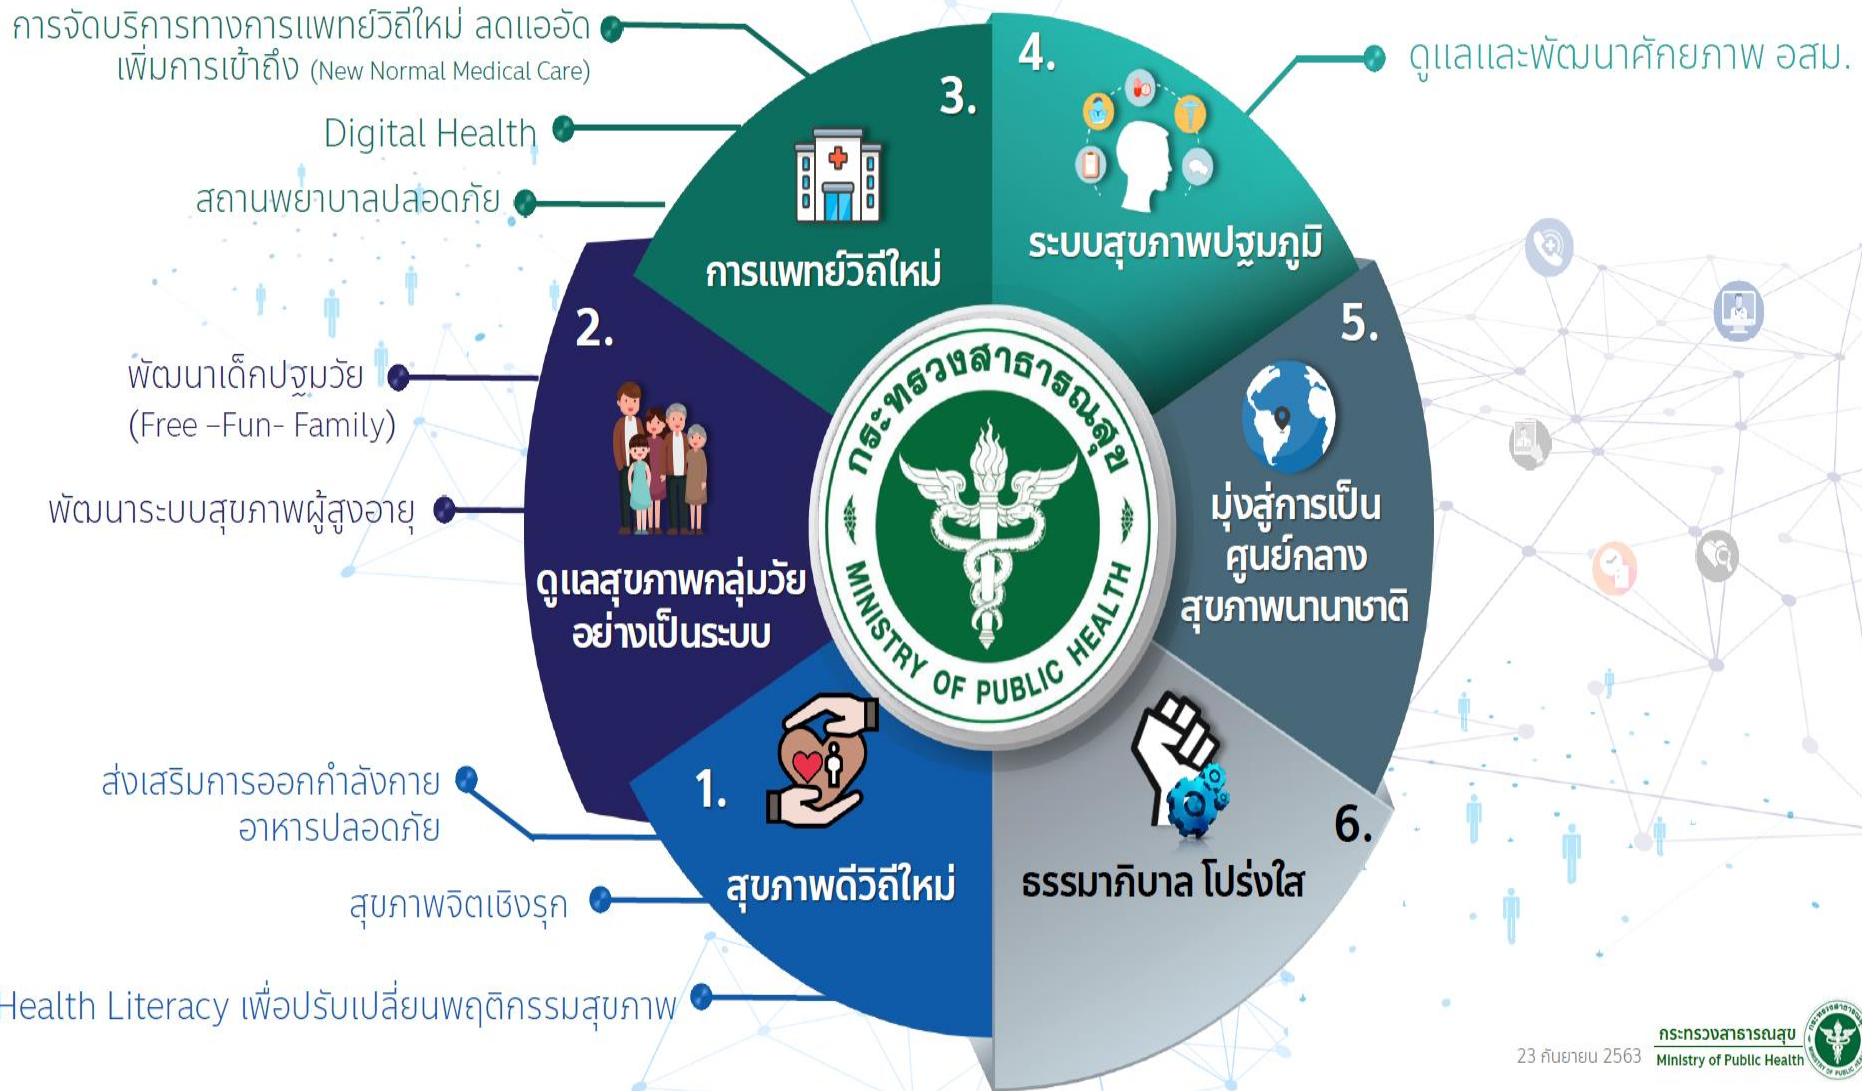 การจัดบริการทางการแพทย์วิถีใหม่ ลดแออัด
เพิ่มการเข้าถึง (New Normal Medical Care)
Digital Health
สถานพยาบาลปลอดภัย
3.
การแพทย์วิถีใหม่
4.
ระบบสุขภาพปฐมภูมิ
ดูแลและพัฒนาศักยภาพ อสม.
2.
พัฒนาเด็กปฐมวัย
(Free –Fun- Family)
พัฒนาระบบสุขภาพผู้สูงอายุ
ดูแลสุขภาพกลุ่มวัย
อย่างเป็นระบบ
กระทรวงสาธารณสุข
MINISTRY OF PUBLIC HEALTH
5.
มุ่งสู่การเป็น
ศูนย์กลาง
สุขภาพนานาชาติ
ส่งเสริมการออกกำลังกาย
อาหารปลอดภัย
สุขภาพจิตเชิงรุก
Health Literacy เพื่อปรับเปลี่ยนพฤติกรรมสุขภาพ
1.
สุขภาพดีวิถีใหม่
6.
ธรรมาภิบาล โปร่งใส
23 กันยายน 2563
กระทรวงสาธารณสุข
Ministry of Public Health